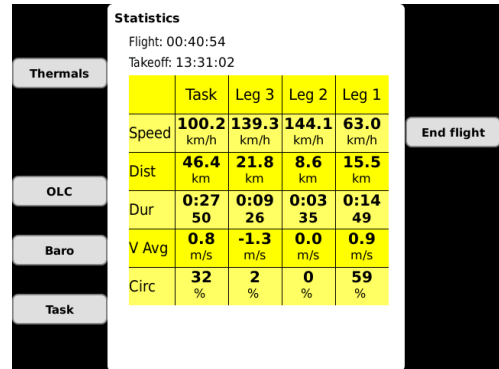 Statistics
Flight: 00:40:54
Takeoff: 13:31:02
Thermals
Task Leg 3 Leg 2 Leg 1
Speed 100.2 139.3 144.1 63.0
km/h km/h km/h km/h
End flight
Dist 46.4 21.8 8.6 15.5
km km km km
OLC
Dur 0:27 0:09 0:03 0:14
50 26 35 49
V Avg 0.8 -1.3 0.0 0.9
m/s m/s m/s m/s
Baro
Circ 32 2 0 59
% % % %
Task